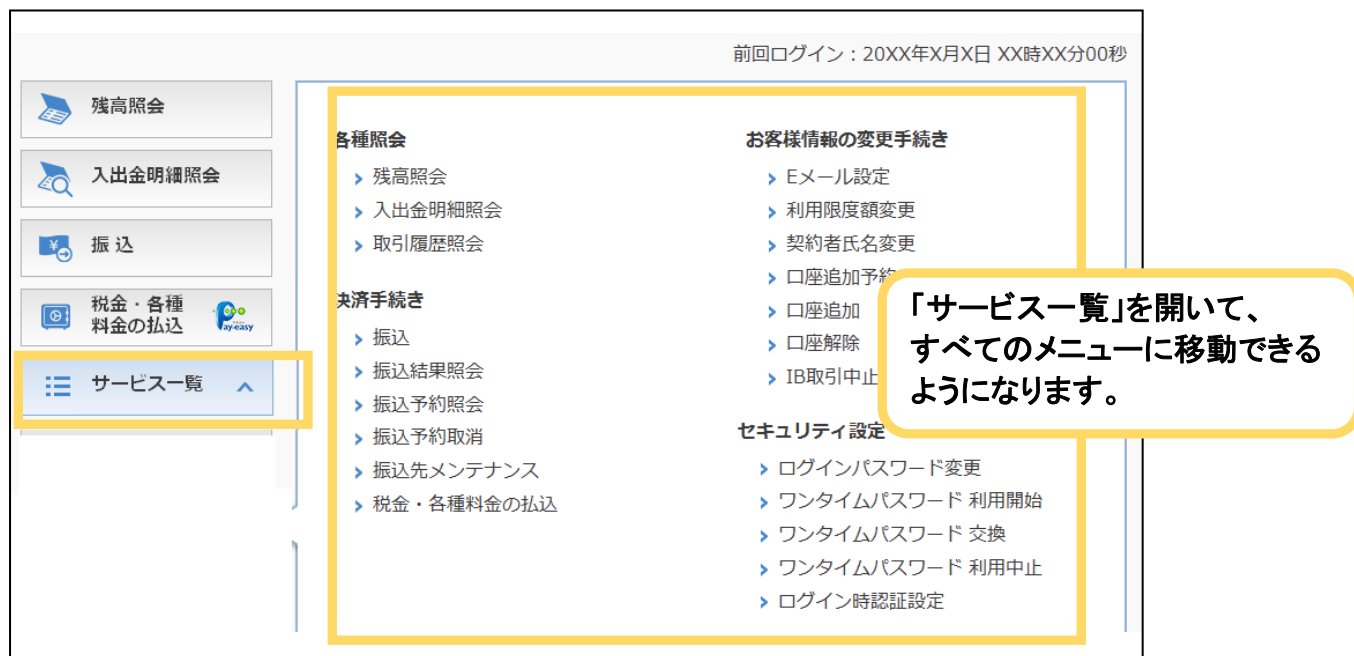 前回ログイン：20XX年X月X日 XX時XX分00秒
残高照会
入出金明細照会
振込
税金・各種
料金の払込
Pay-easy
サービス一覧
各種照会
残高照会
入出金明細照会
取引履歴照会
決済手続き
振込
振込結果照会
振込予約照会
振込予約取消
振込先メンテナンス
税金・各種料金の払込
お客様情報の変更手続き
Eメール設定
利用限度額変更
契約者氏名変更
口座追加予約
口座追加
口座解除
IB取引中止
セキュリティ設定
ログインパスワード変更
ワンタイムパスワード 利用開始
ワンタイムパスワード 交換
ワンタイムパスワード 利用中止
ログイン時認証設定
「サービス一覧」を開いて、
すべてのメニューに移動できる
ようになります。